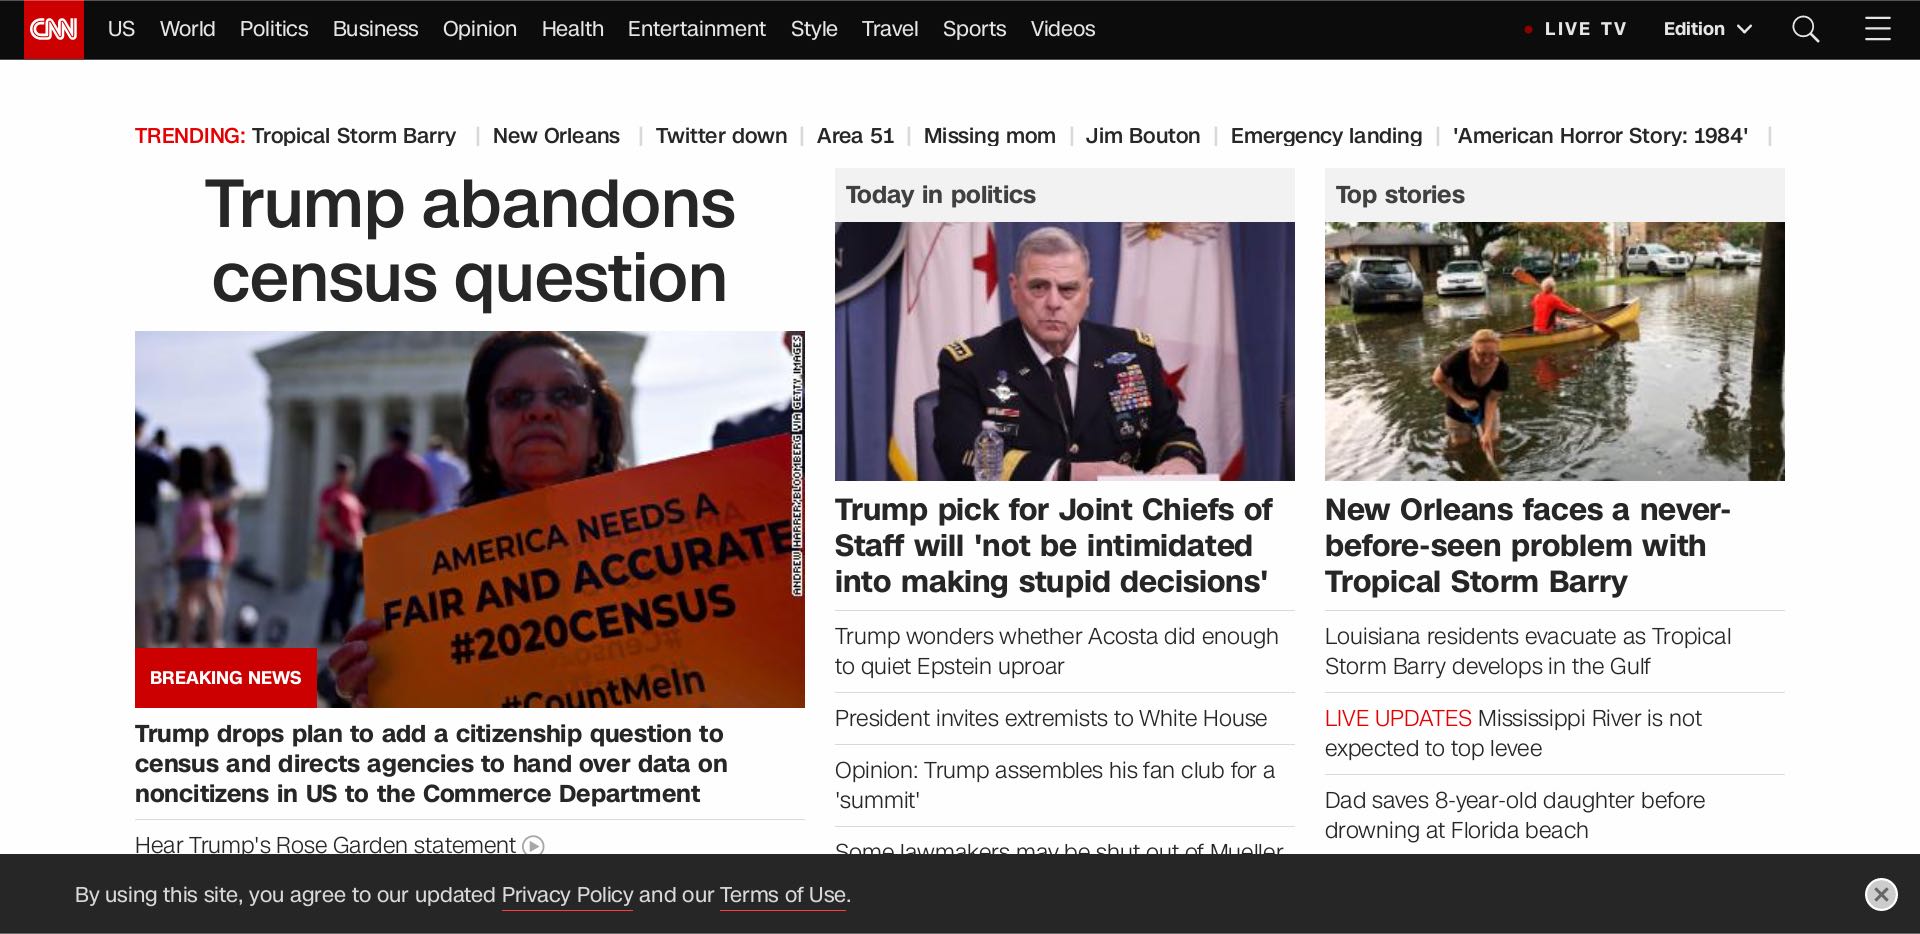 CNN US World Politics Business Opinion Health Entertainment Style Travel Sports Videos LIVE TV Edition
TRENDING: Tropical Storm Barry | New Orleans | Twitter down | Area 51 | Missing mom | Jim Bouton | Emergency landing | 'American Horror Story: 1984' |
Trump abandons
census question
ANDREW HARRER/BLOOMBERG VIA GETTY IMAGES
AMERICA NEEDS A
FAIR AND ACCURATE
#2020CENSUS
#CountMeIn
BREAKING NEWS
Trump drops plan to add a citizenship question to
census and directs agencies to hand over data on
noncitizens in US to the Commerce Department
Hear Trump's Rose Garden statement
Today in politics
Trump pick for Joint Chiefs of
Staff will 'not be intimidated
into making stupid decisions'
Trump wonders whether Acosta did enough
to quiet Epstein uproar
President invites extremists to White House
Opinion: Trump assembles his fan club for a
'summit'
Some lawmakers may be shut out of Mueller
Top stories
New Orleans faces a never-
before-seen problem with
Tropical Storm Barry
Louisiana residents evacuate as Tropical
Storm Barry develops in the Gulf
LIVE UPDATES Mississippi River is not
expected to top levee
Dad saves 8-year-old daughter before
drowning at Florida beach
By using this site, you agree to our updated Privacy Policy and our Terms of Use.